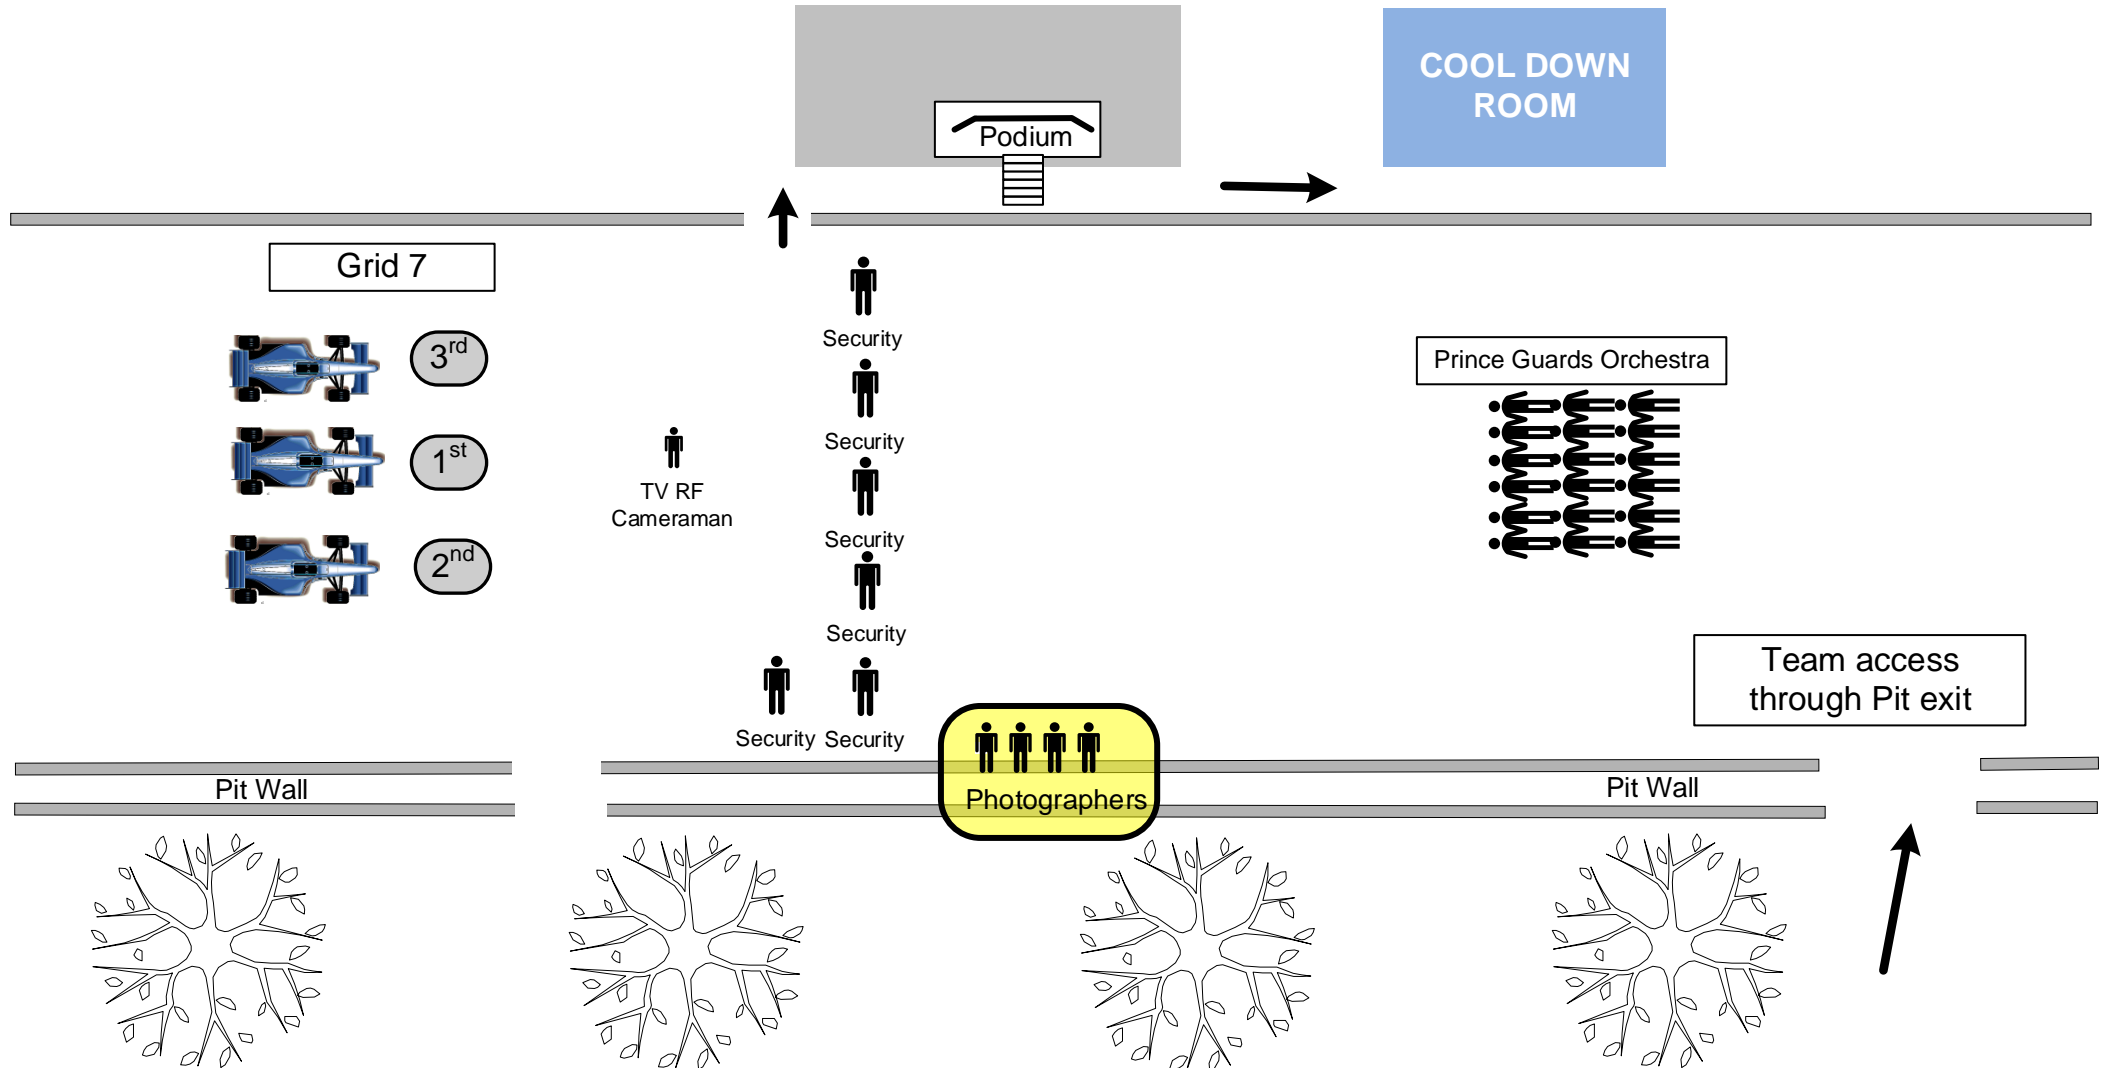 COOL DOWN
ROOM
Podium
Grid 7
3rd
1st
2nd
TV RF
Cameraman
Security
Security
Security
Security
Security Security
Prince Guards Orchestra
Team access
through Pit exit
Photographers
Pit Wall
Pit Wall